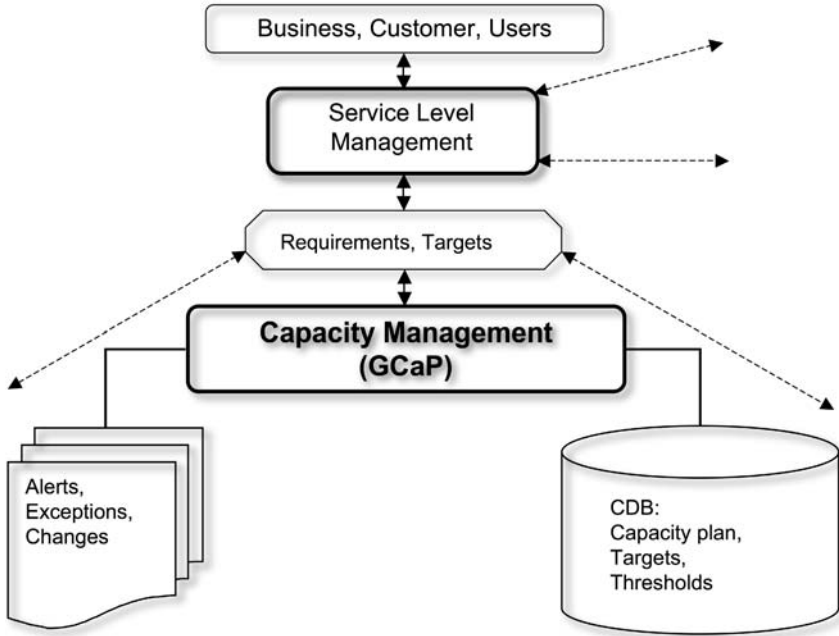 Business, Customer, Users
Service Level
Management
Requirements, Targets
Capacity Management
(GCaP)
Alerts,
Exceptions,
Changes
CDB:
Capacity plan,
Targets,
Thresholds